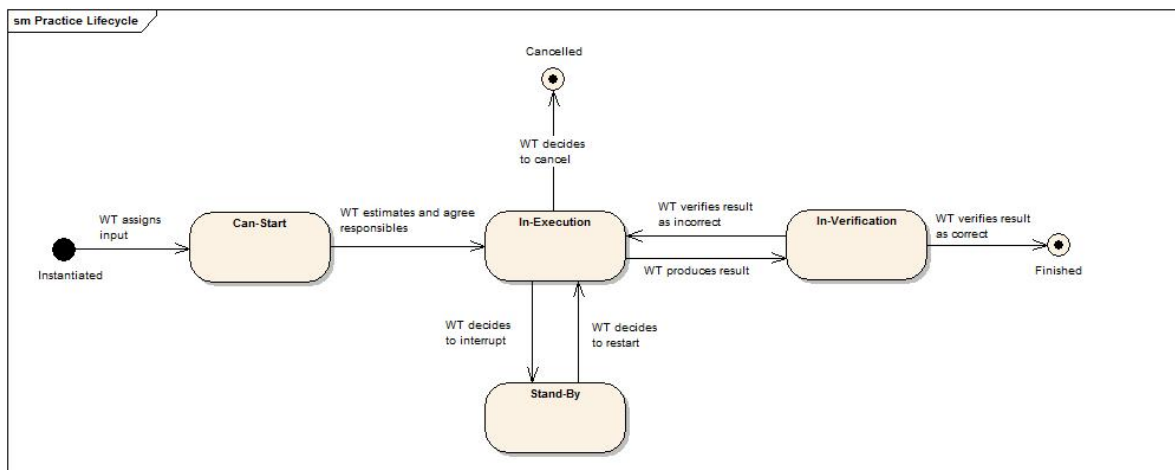 sm Practice Lifecycle
Cancelled
WT decides
to cancel
WT assigns
input
Can-Start
WT estimates and agree
responsibles
In-Execution
WT verifies result
as incorrect
In-Verification
WT verifies result
as correct
Instantiated
WT produces result
Finished
WT decides
to interrupt
WT decides
to restart
Stand-By